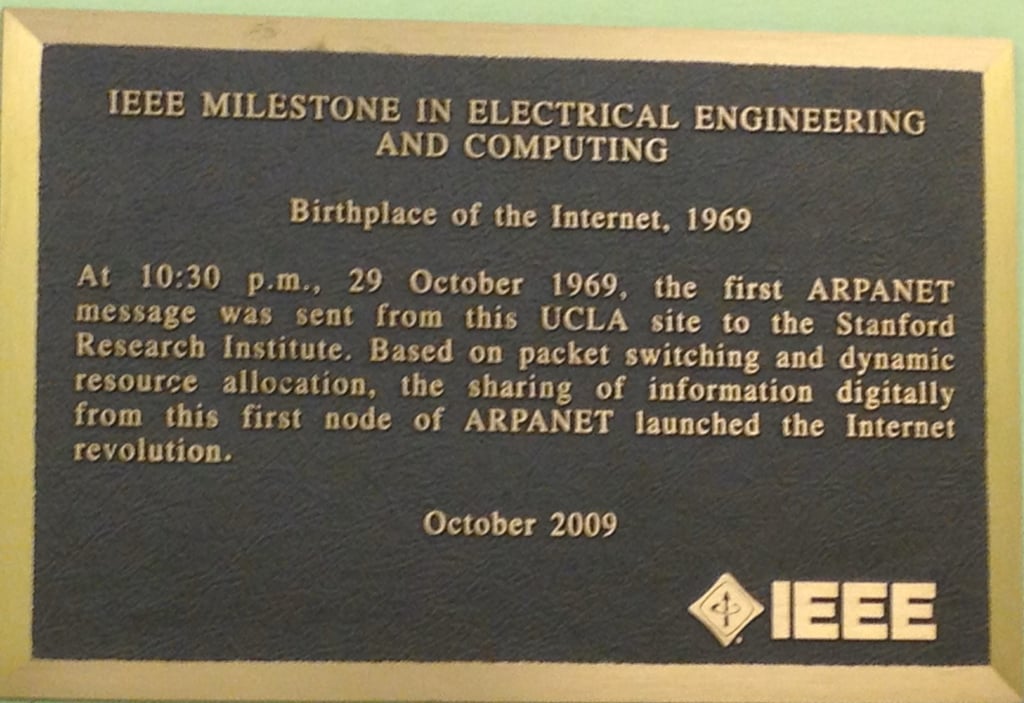 IEEE MILESTONE IN ELECTRICAL ENGINEERING
AND COMPUTING
Birthplace of the Internet, 1969
At 10:30 p.m., 29 October 1969, the first ARPANET
message was sent from this UCLA site to the Stanford
Research Institute. Based on packet switching and dynamic
resource allocation, the sharing of information digitally
from this first node of ARPANET launched the Internet
revolution.
October 2009
IEEE